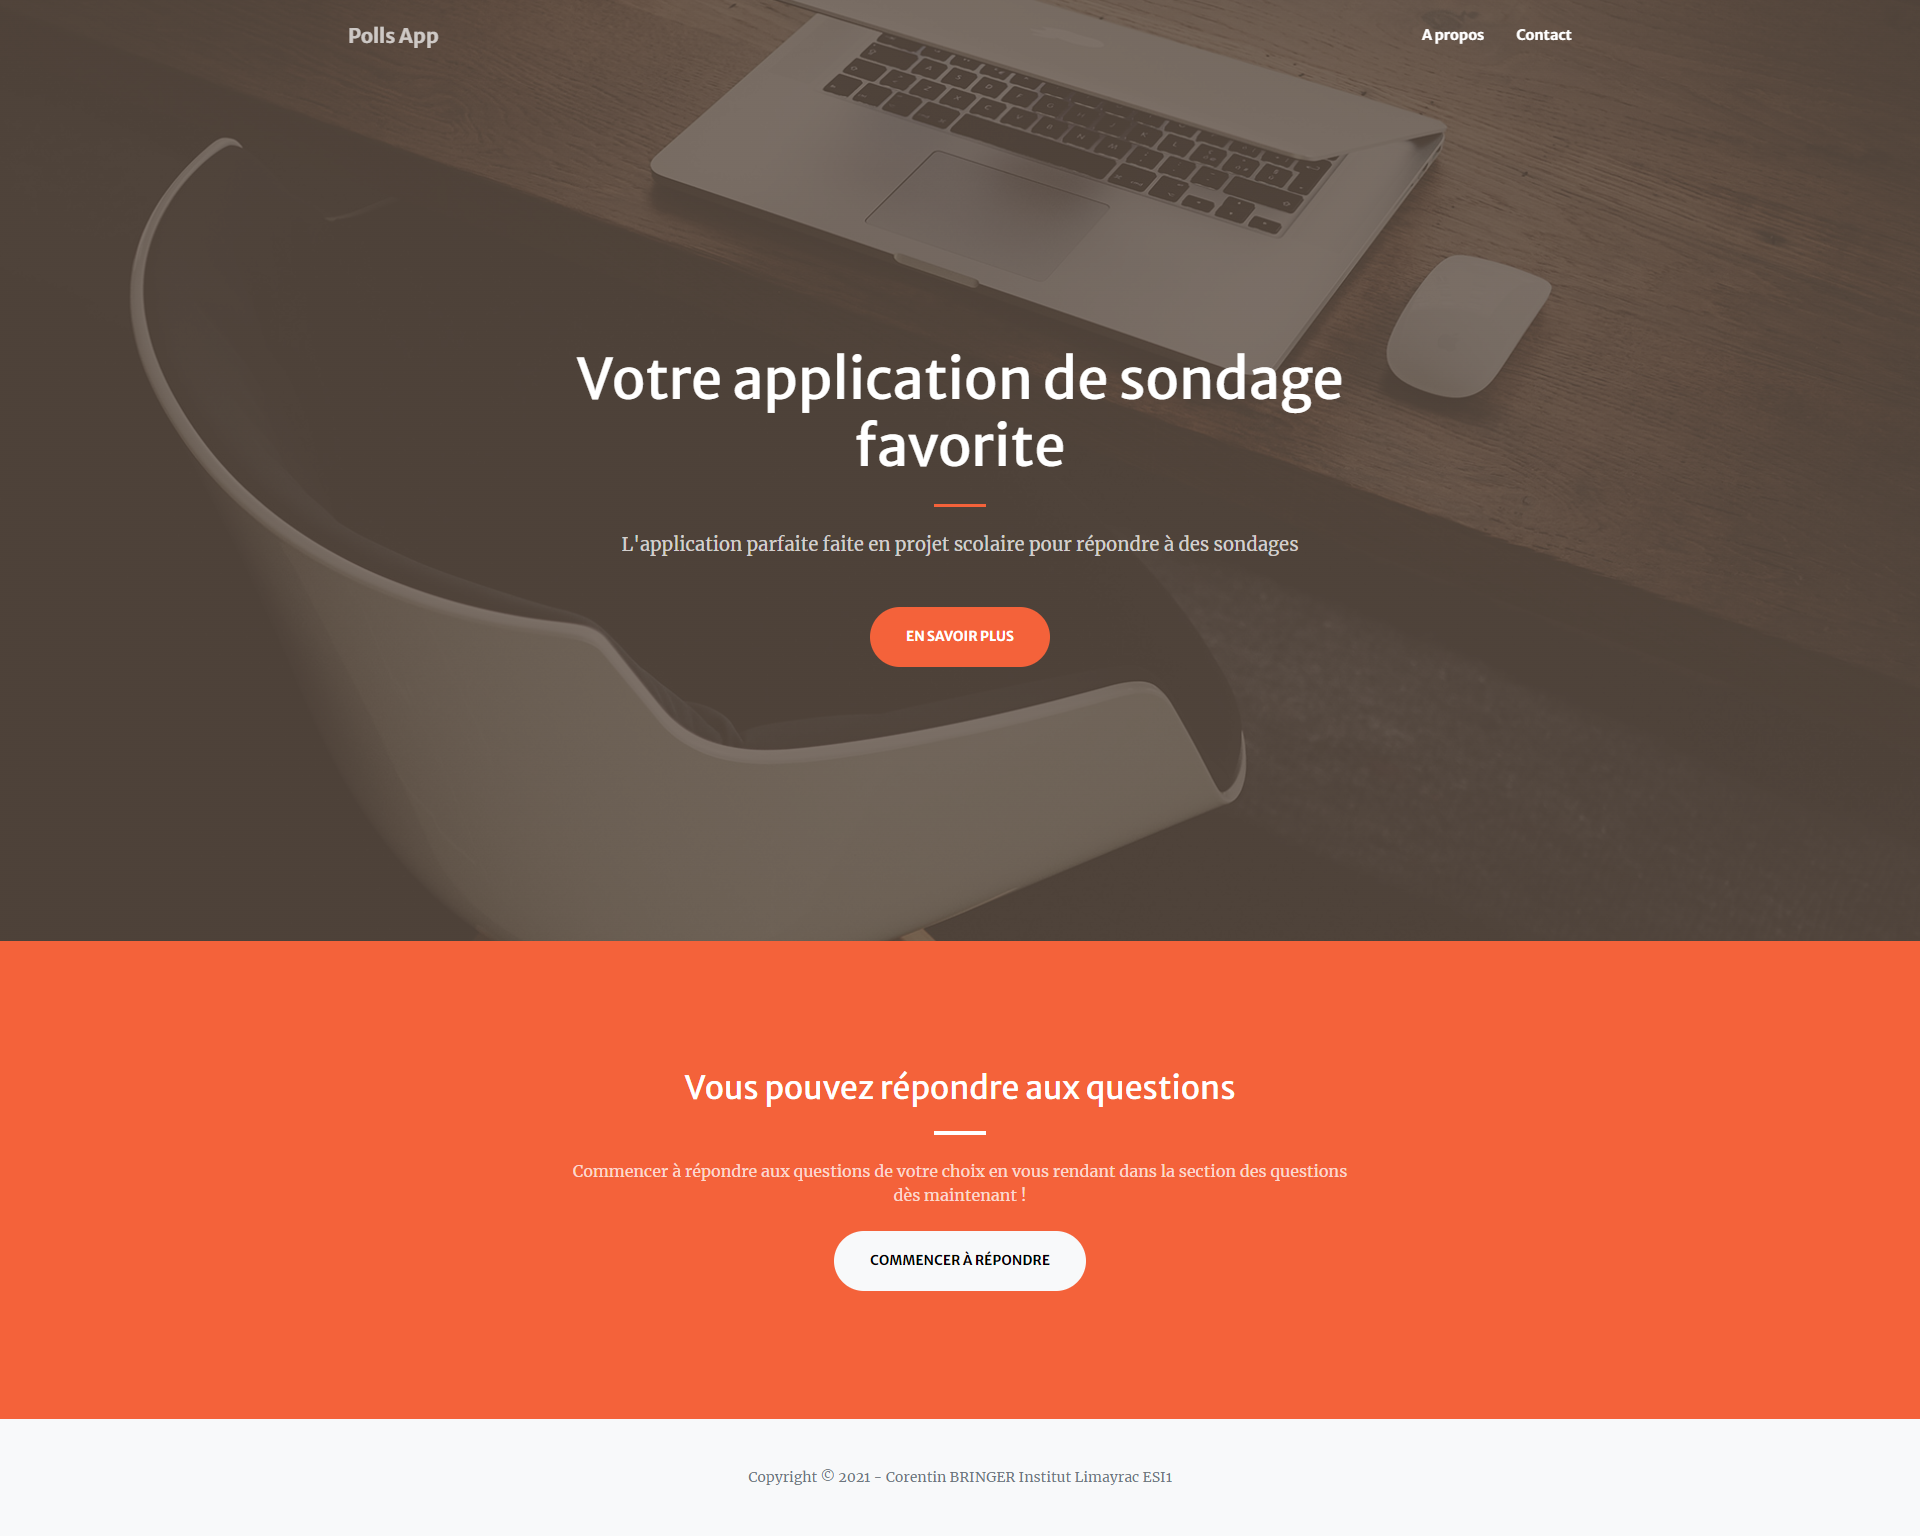 Polls App
A propos
Contact
Votre application de sondage
favorite
L'application parfaite faite en projet scolaire pour répondre à des sondages
EN SAVOIR PLUS
Vous pouvez répondre aux questions
Commencer à répondre aux questions de votre choix en vous rendant dans la section des questions
dès maintenant !
COMMENCER À RÉPONDRE
Copyright © 2021 - Corentin BRINGER Institut Limayrac ESI1